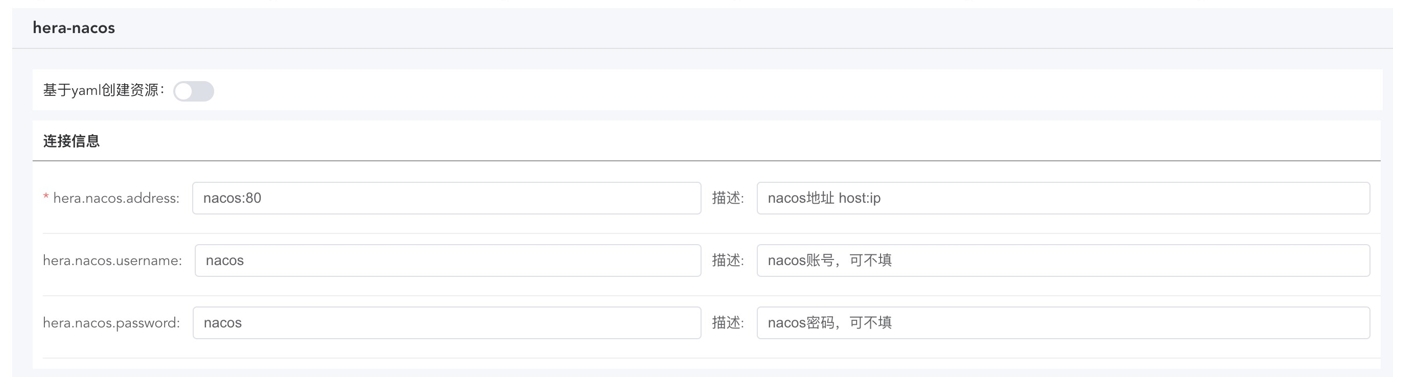 hera-nacos
基于yaml创建资源：
连接信息
* hera.nacos.address: nacos:80 描述: nacos地址 host:ip
hera.nacos.username: nacos 描述: nacos账号，可不填
hera.nacos.password: nacos 描述: nacos密码，可不填